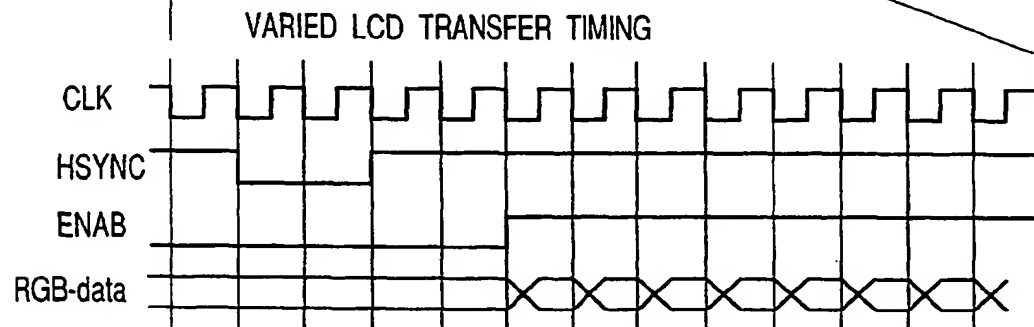 VARIED LCD TRANSFER TIMING
CLK
HSYNC
ENAB
RGB-data